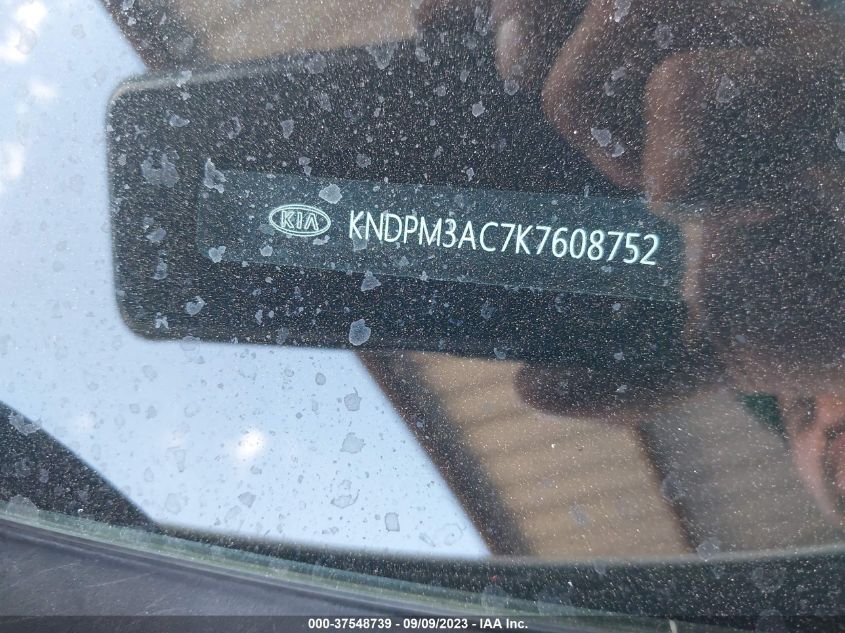 KIA KNDPM3AC7K7608752
000-37548739 - 09/09/2023 - IAA Inc.